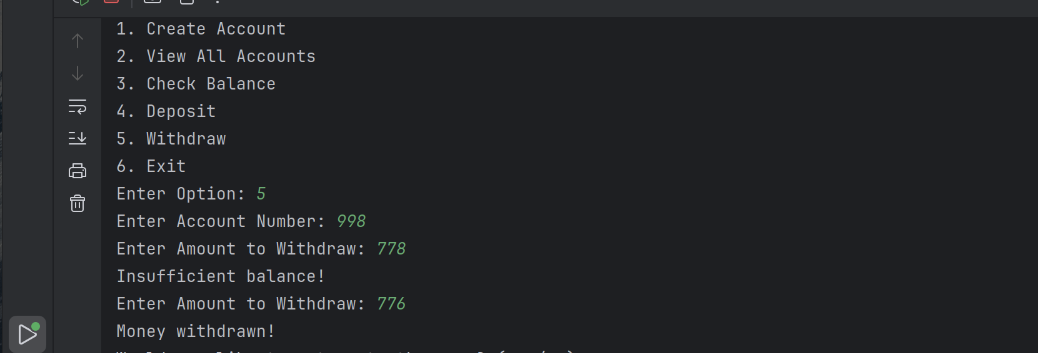 1. Create Account
2. View All Accounts
3. Check Balance
4. Deposit
5. Withdraw
6. Exit
Enter Option: 5
Enter Account Number: 998
Enter Amount to Withdraw: 778
Insufficient balance!
Enter Amount to Withdraw: 776
Money withdrawn!